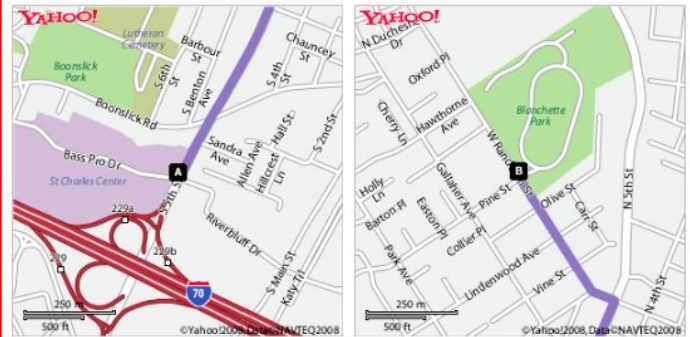 YAHOO!
Lutheran
Cemetery
Barbour
St
Chauncey
St
Boonslick
Park
S 6th
St
S Benton
Ave
S 4th
St
Boonslick Rd
Sandra
Ave
Hall St
S 2nd St
Allen Ave
Hillcrest
Ln
Bass Pro Dr
St Charles Center
A
S 5th St
Riverbluff Dr
229a
229b
229
S Main St
Katy Trl
70
250 m
500 ft
©Yahoo!2008, Data©NAVTEQ2008
YAHOO!
N Duchesne
Dr
Oxford Pl
Blanchette
Park
Hawthorne
Ave
Cherry Ln
W Rand
St
B
Holly
Ln
Gallaher Ave
Pine St
Olive St
N 5th St
Barton Pl
Easton Pl
Collier Pl
Carr St
Park Ave
Lindenwood Ave
Vine St
N 4th St
250 m
500 ft
©Yahoo!2008, Data©NAVTEQ2008